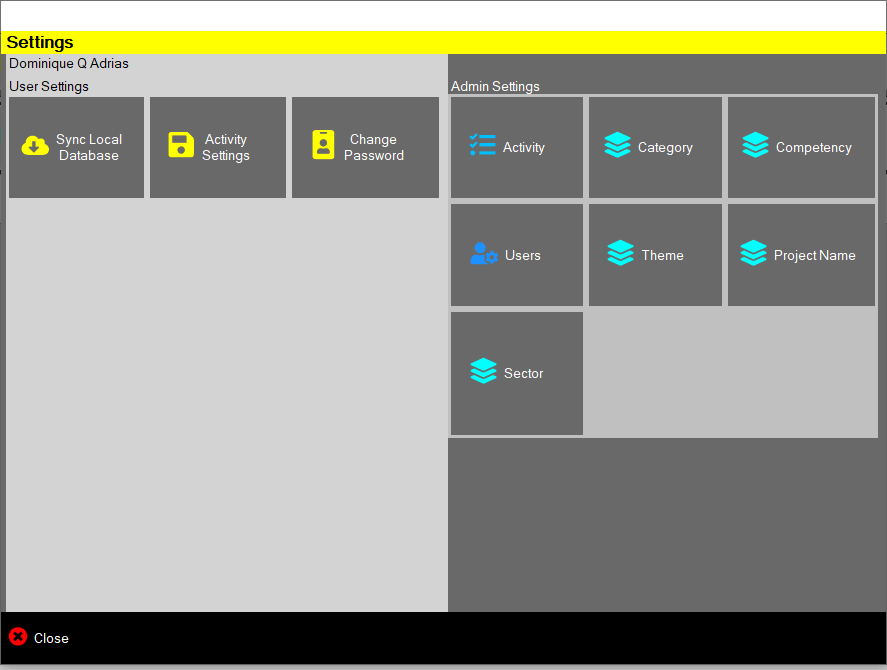 Settings
Dominique Q Adrias
User Settings
Sync Local
Database
Activity
Settings
Change
Password
Admin Settings
Activity
Category
Competency
Users
Theme
Project Name
Sector
Close